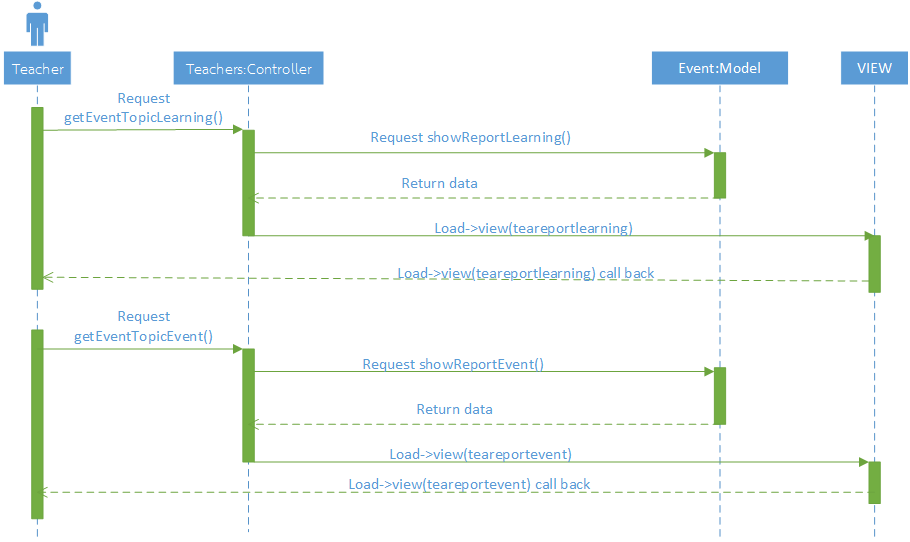 Teacher
Teachers:Controller
Event:Model
VIEW
Request
getEventTopicLearning()
Request showReportLearning()
Return data
Load->view(teareportlearning)
Load->view(teareportlearning) call back
Request
getEventTopicEvent()
Request showReportEvent()
Return data
Load->view(teareportevent)
Load->view(teareportevent) call back